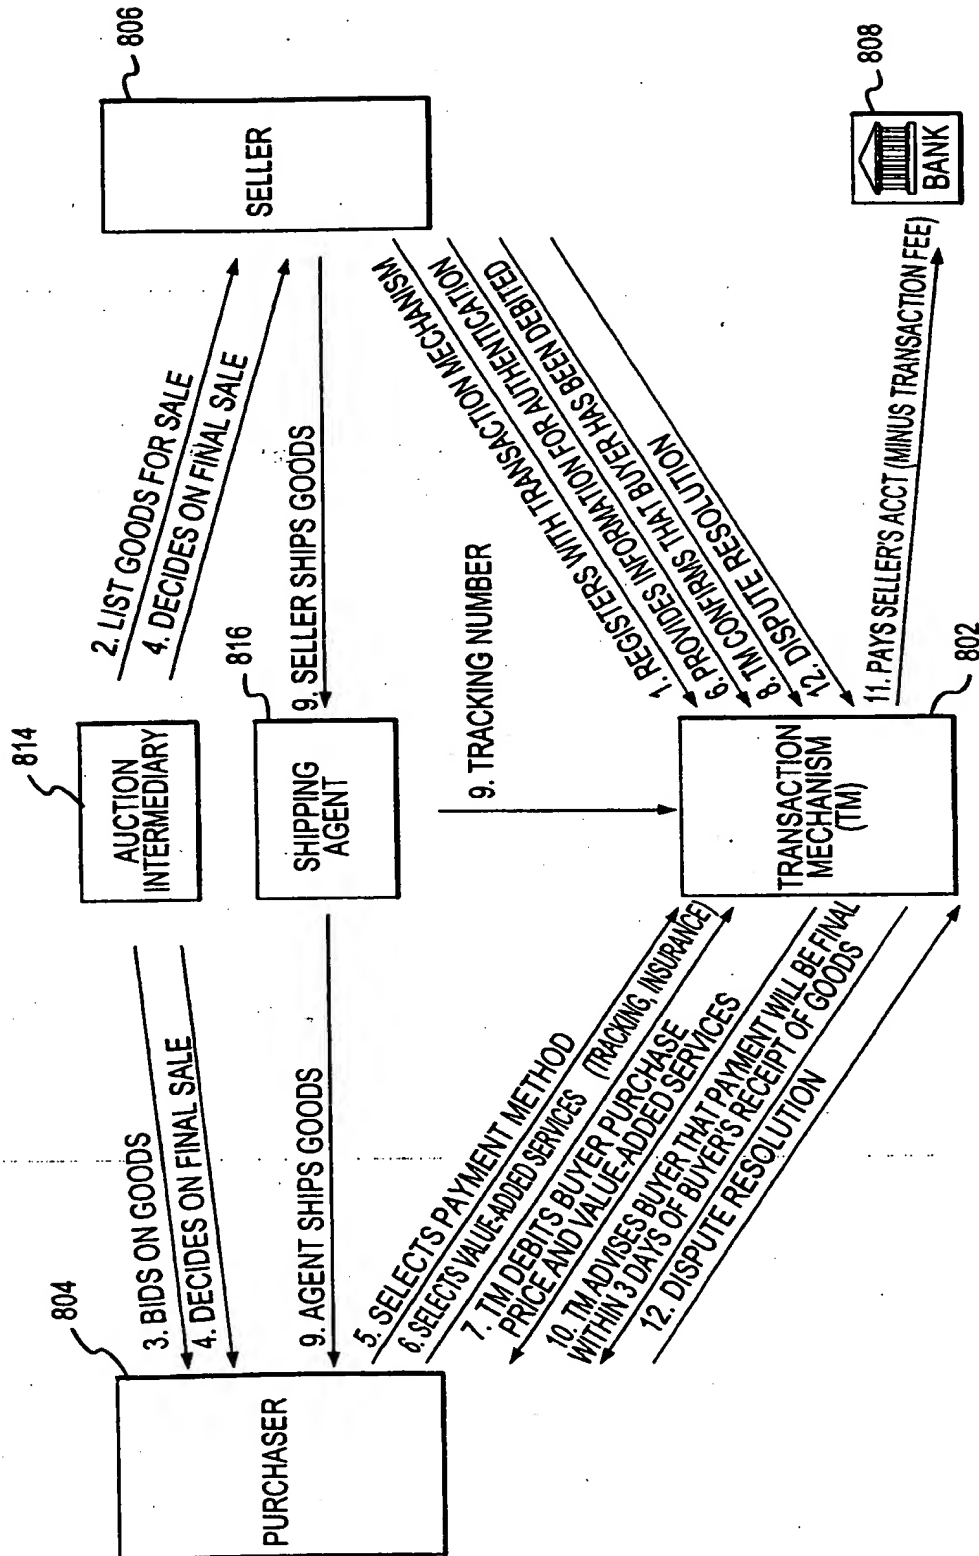 804
PURCHASER
3. BIDS ON GOODS
4. DECIDES ON FINAL SALE
814
AUCTION
INTERMEDIARY
2. LIST GOODS FOR SALE
4. DECIDES ON FINAL SALE
806
SELLER
9. AGENT SHIPS GOODS
816
SHIPPING
AGENT
9. SELLER SHIPS GOODS
9. TRACKING NUMBER
5. SELECTS PAYMENT METHOD
6. SELECTS VALUE-ADDED SERVICES (TRACKING, INSURANCE)
7. TM DEBITS BUYER PURCHASE
PRICE AND VALUE-ADDED SERVICES
10. TM ADVISES BUYER THAT PAYMENT WILL BE FINAL
WITHIN 3 DAYS OF BUYER'S RECEIPT OF GOODS
12. DISPUTE RESOLUTION
TRANSACTION
MECHANISM
(TM)
802
1. REGISTERS WITH TRANSACTION MECHANISM
6. PROVIDES INFORMATION FOR AUTHENTICATION
8. TM CONFIRMS THAT BUYER HAS BEEN DEBITED
12. DISPUTE RESOLUTION
11. PAYS SELLER'S ACCT (MINUS TRANSACTION FEE)
808
BANK